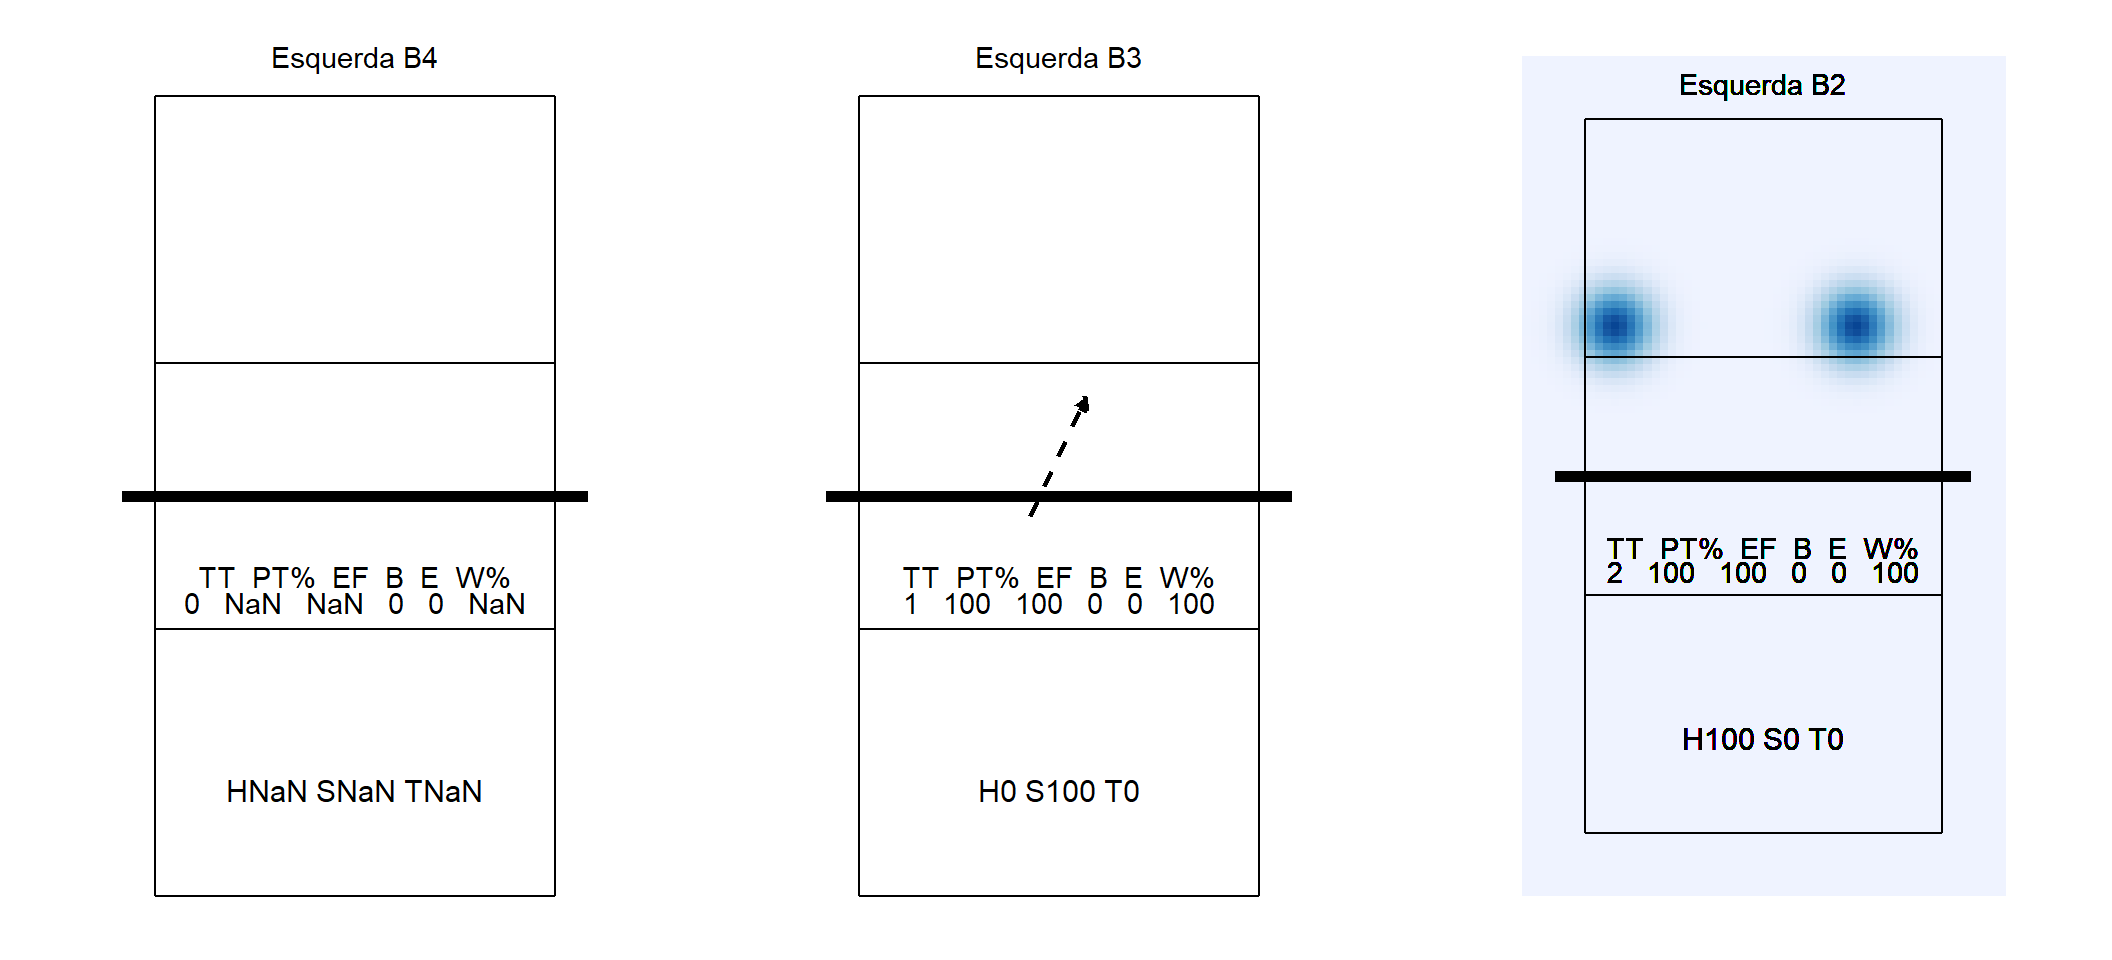 Esquerda B4
TT PT% EF B E W%
0 NaN NaN 0 0 NaN
HNaN SNaN TNaN
Esquerda B3
TT PT% EF B E W%
1 100 100 0 0 100
H0 S100 T0
Esquerda B2
TT PT% EF B E W%
2 100 100 0 0 100
H100 S0 T0